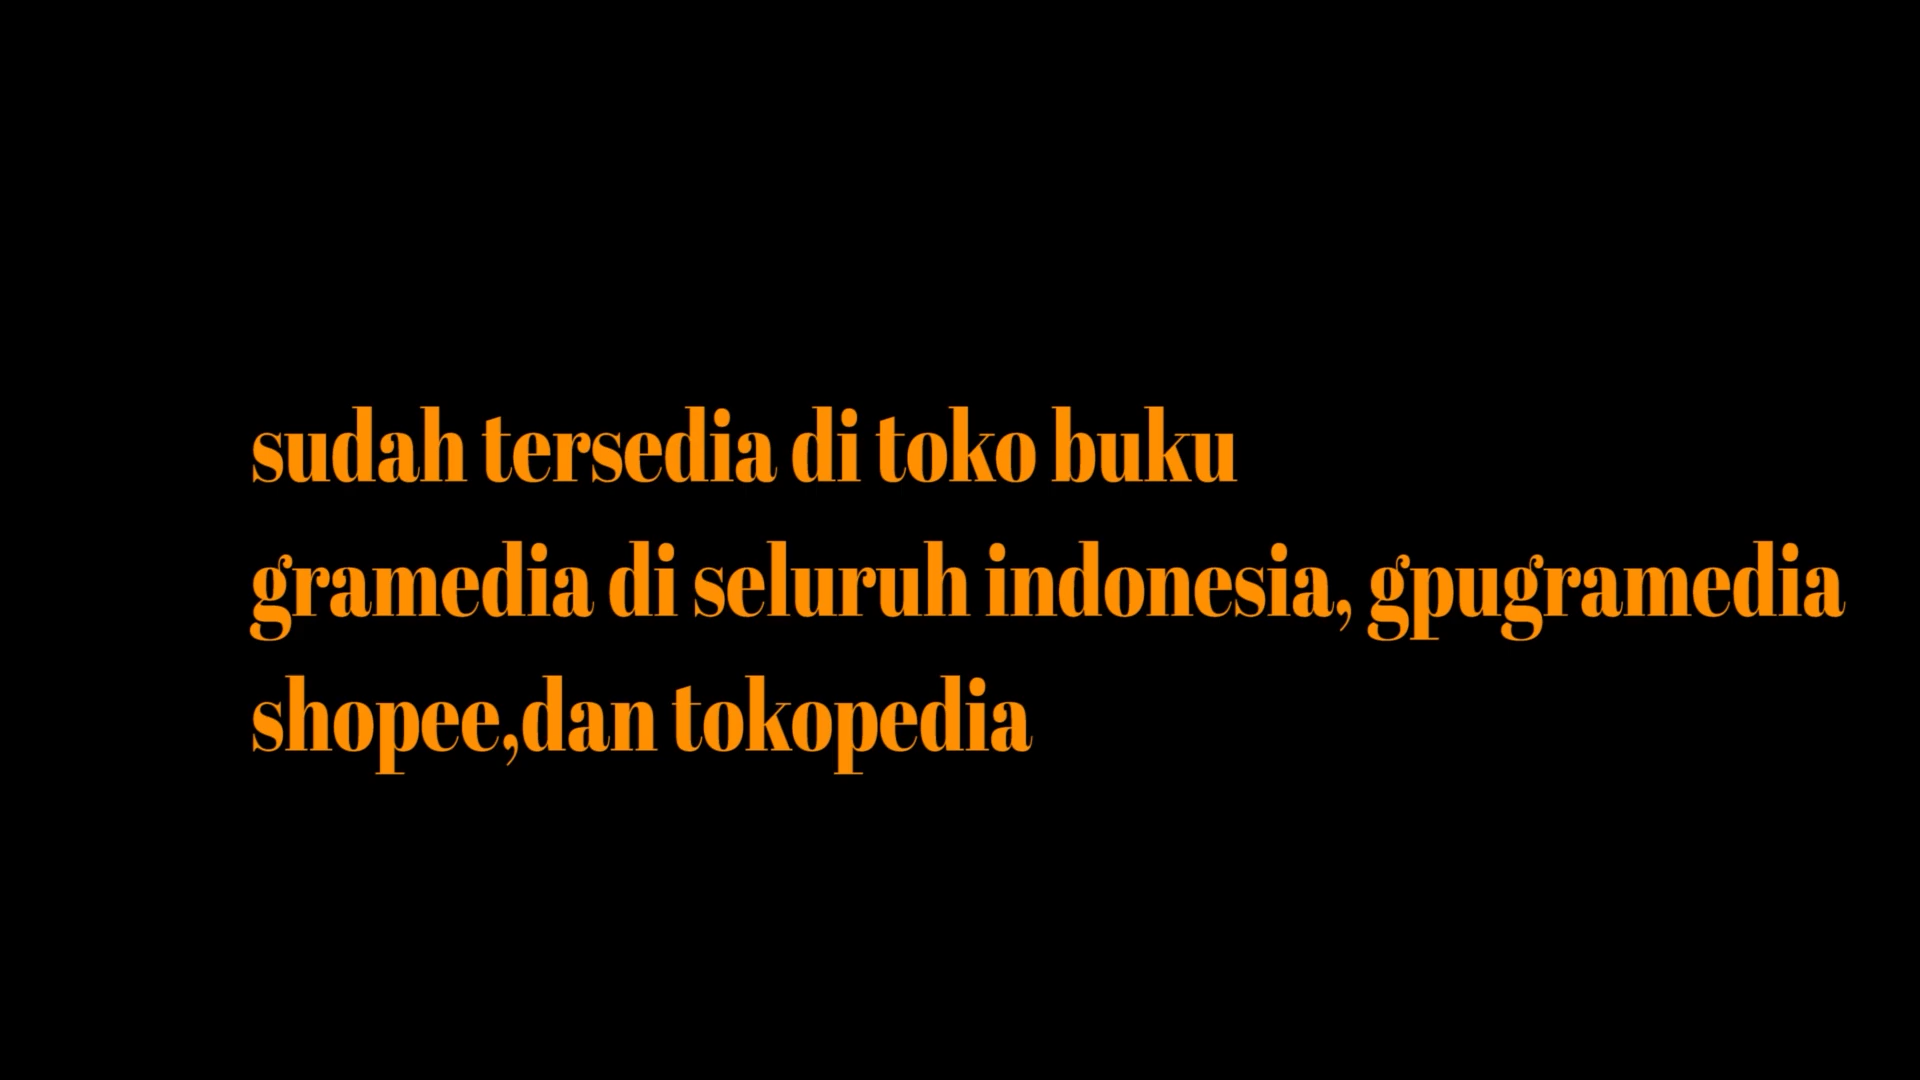 sudah tersedia di toko buku
gramedia di seluruh indonesia, gpugramedia
shopee,dan tokopedia